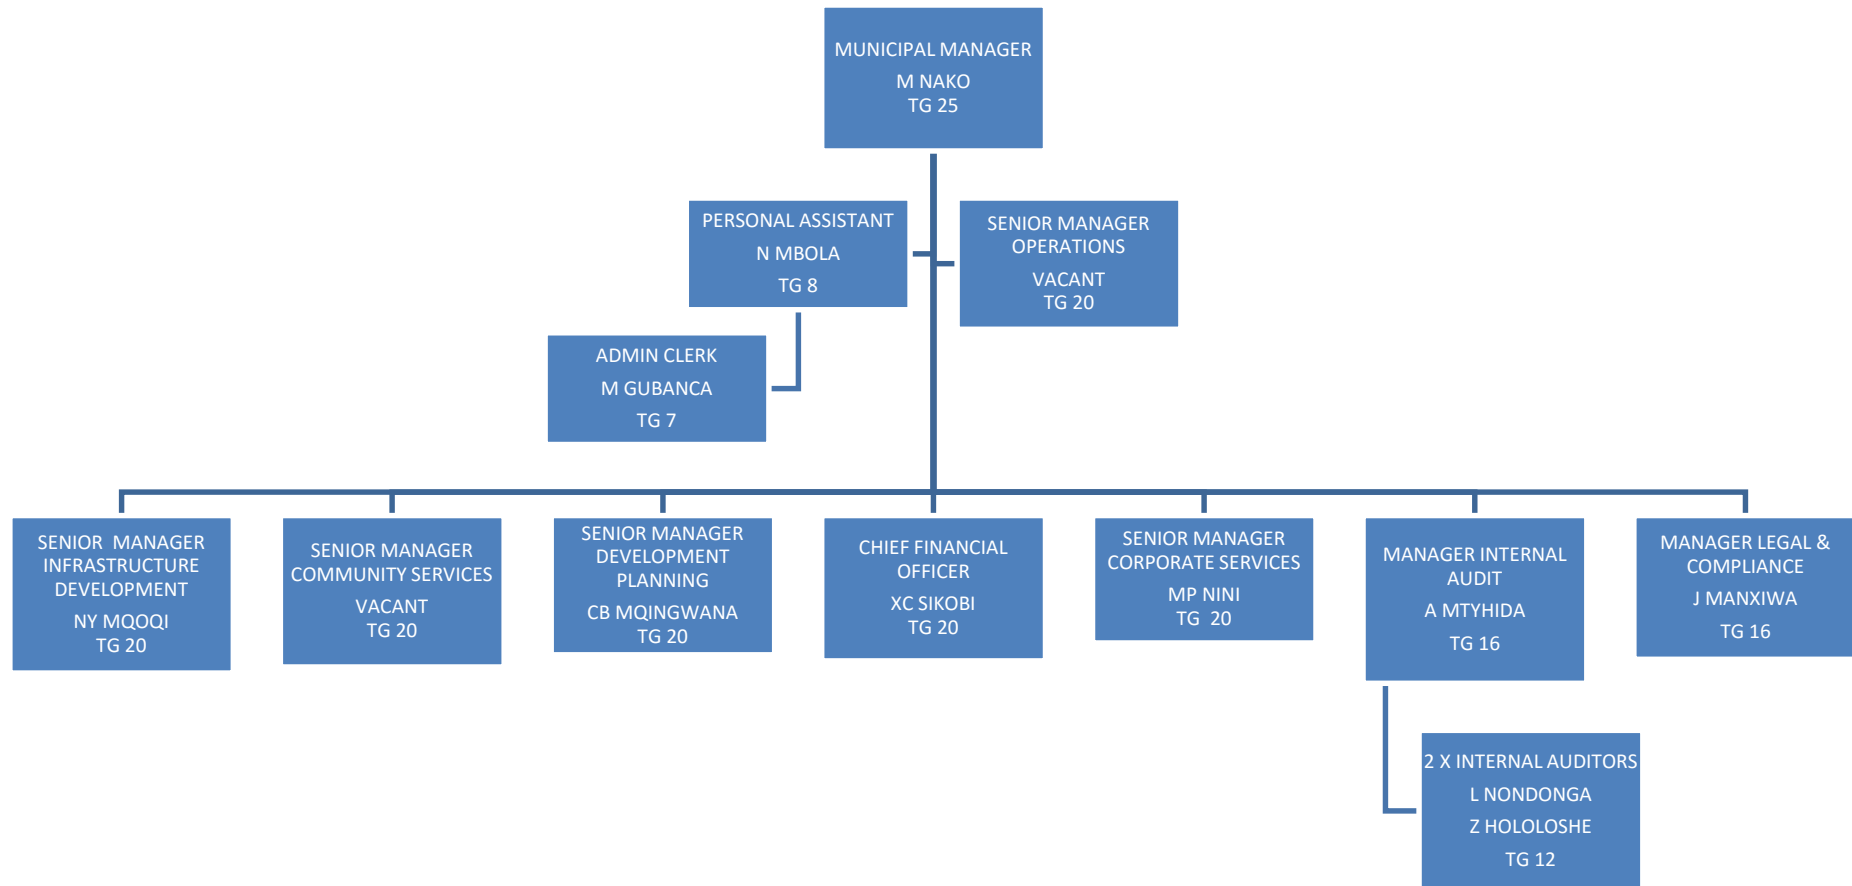 MUNICIPAL MANAGER
M NAKO
TG 25
PERSONAL ASSISTANT
N MBOLA
TG 8
SENIOR MANAGER
OPERATIONS
VACANT
TG 20
ADMIN CLERK
M GUBANCA
TG 7
SENIOR MANAGER
INFRASTRUCTURE
DEVELOPMENT
NY MQOQI
TG 20
SENIOR MANAGER
COMMUNITY SERVICES
VACANT
TG 20
SENIOR MANAGER
DEVELOPMENT
PLANNING
CB MQINGWANA
TG 20
CHIEF FINANCIAL
OFFICER
XC SIKOBI
TG 20
SENIOR MANAGER
CORPORATE SERVICES
MP NINI
TG 20
MANAGER INTERNAL
AUDIT
A MTYHIDA
TG 16
MANAGER LEGAL &
COMPLIANCE
J MANXIWA
TG 16
2 X INTERNAL AUDITORS
L NONDONGA
Z HOLOLOSHE
TG 12